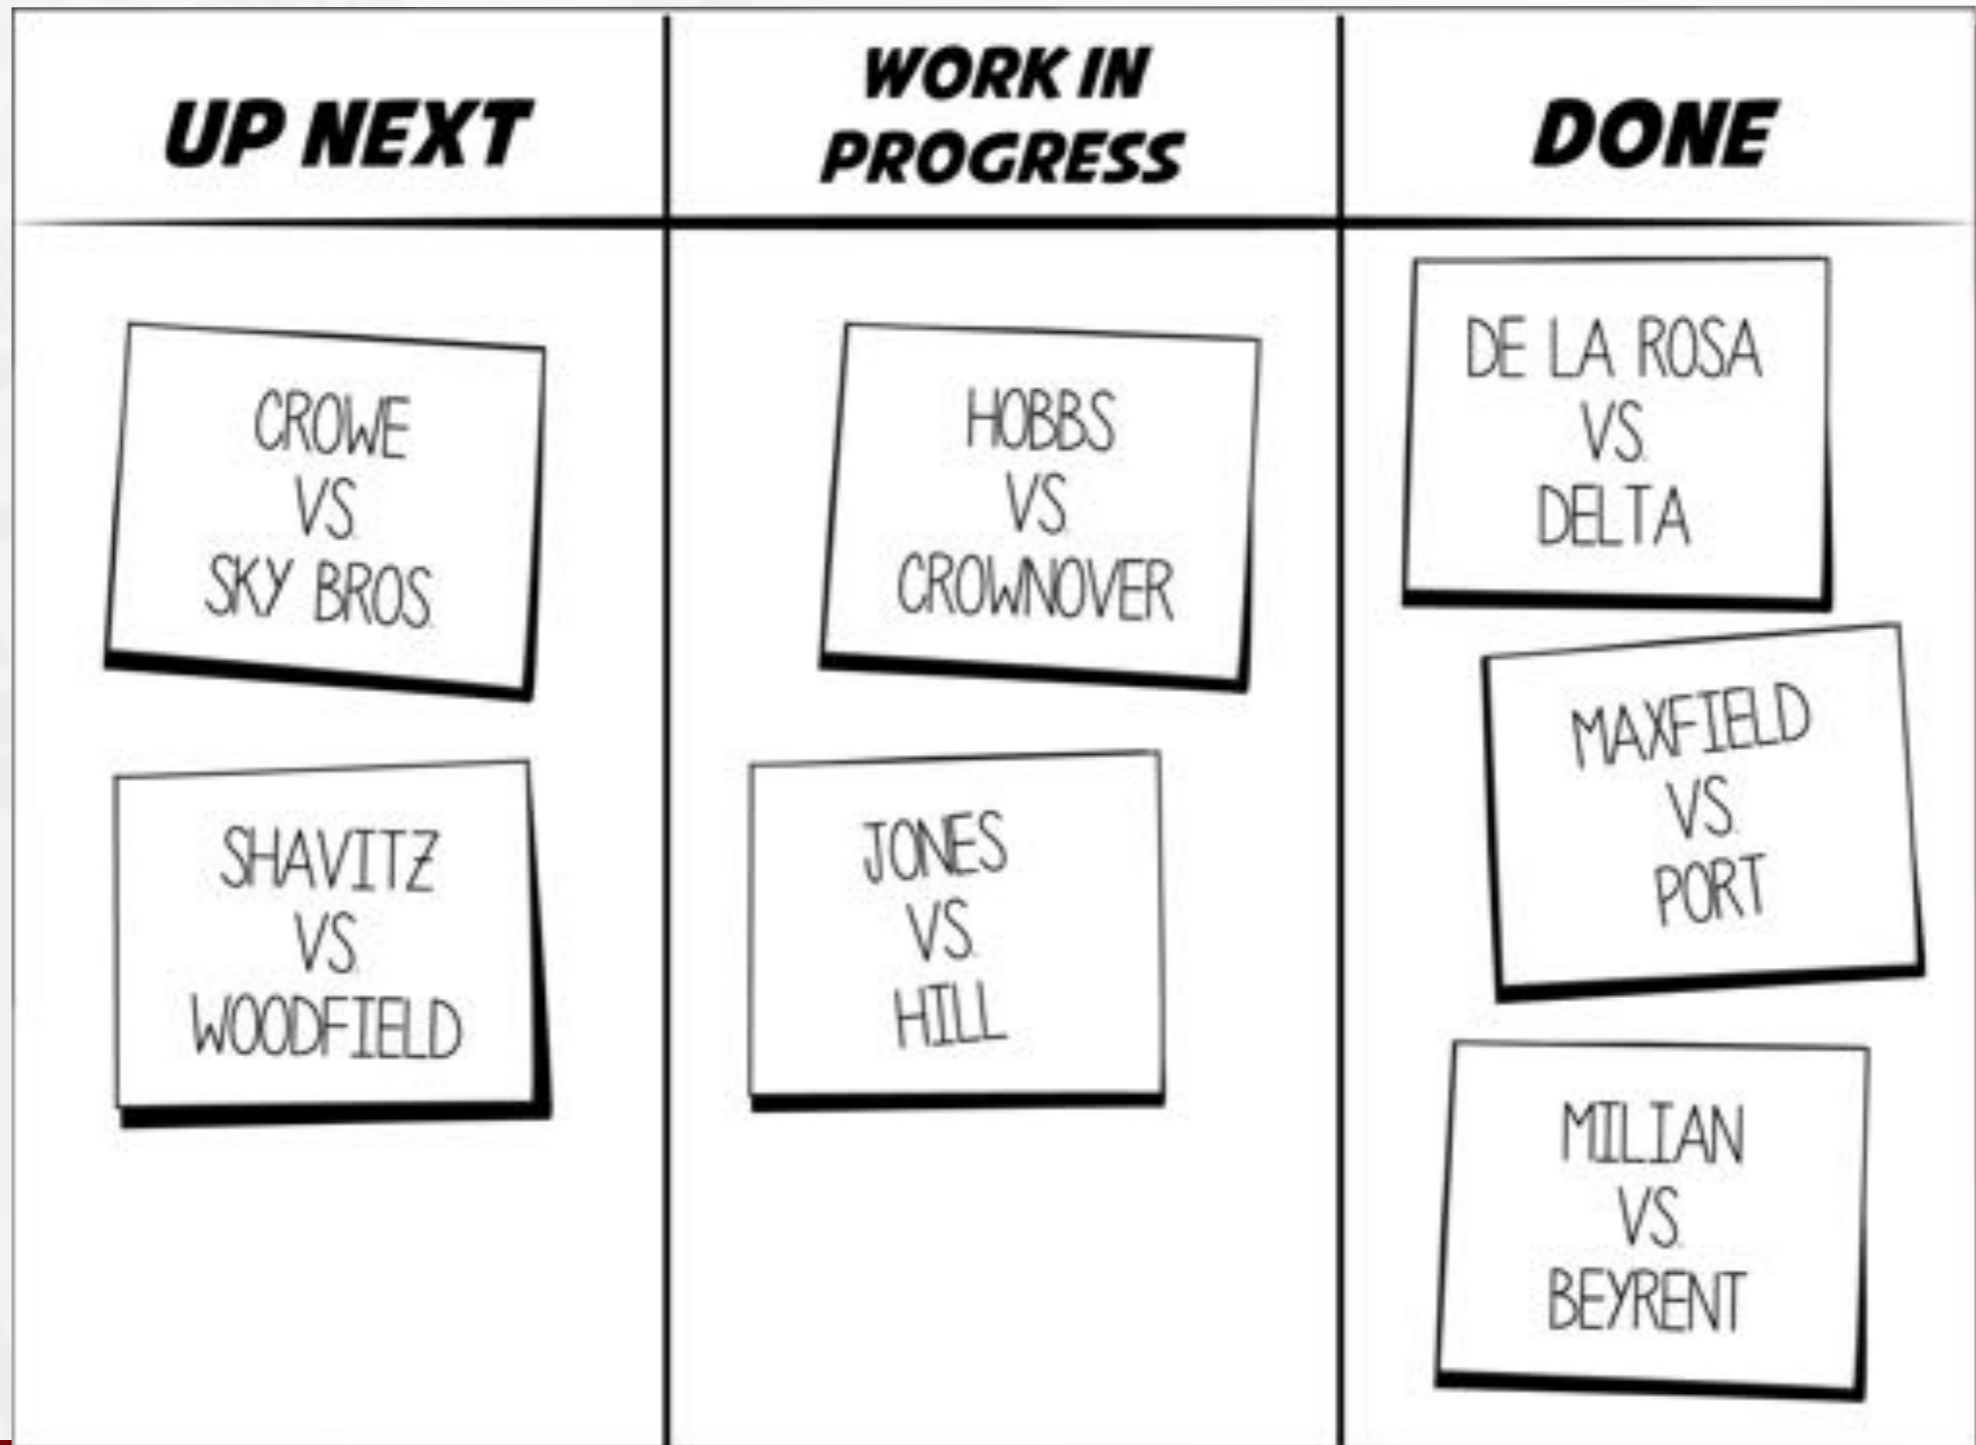 UP NEXT
WORK IN
PROGRESS
DONE
CROWE
VS.
SKY BROS.
SHAVITZ
VS.
WOODFIELD
HOBBS
VS.
CROWNOVER
JONES
VS.
HILL
DE LA ROSA
VS.
DELTA
MAXFIELD
VS.
PORT
MILIAN
VS.
BEYRENT